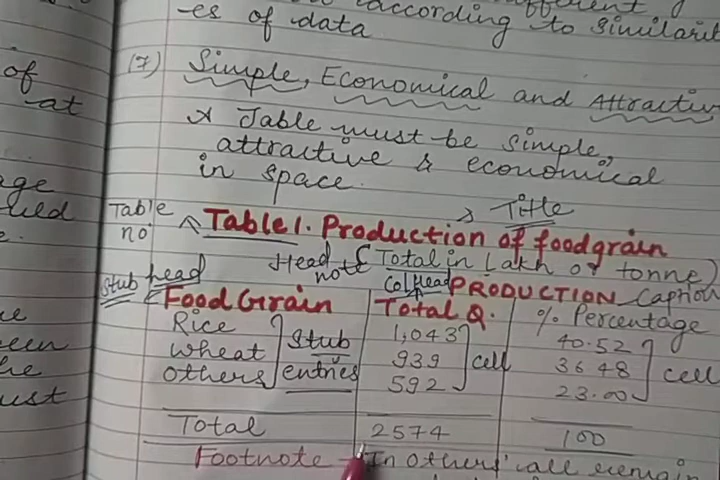 according to similarit
-es of data
of
at
(7) Simple, Economical and Attractiv
* Table must be simple,
attractive & economical
in space.
Table no
Title
Table 1. Production of foodgrain
Head note (Total in Lakh of tonne)
Stub head
Col Head PRODUCTION Caption
Food Grain Total Q. % Percentage
Rice 1,043 40.52
Wheat Stub 939 cell 36 48 cell
others entries 592 23.00
Total 2574 100
Footnote In others' all